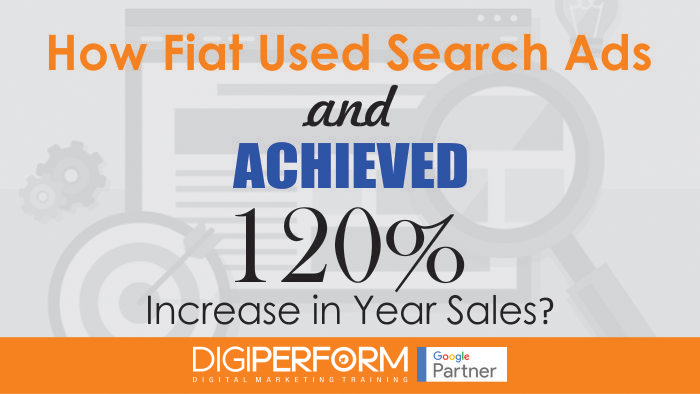 How Fiat Used Search Ads
and
ACHIEVED
120%
Increase in Year Sales?
DIGIPERFORM
DIGITAL MARKETING TRAINING
Google
Partner